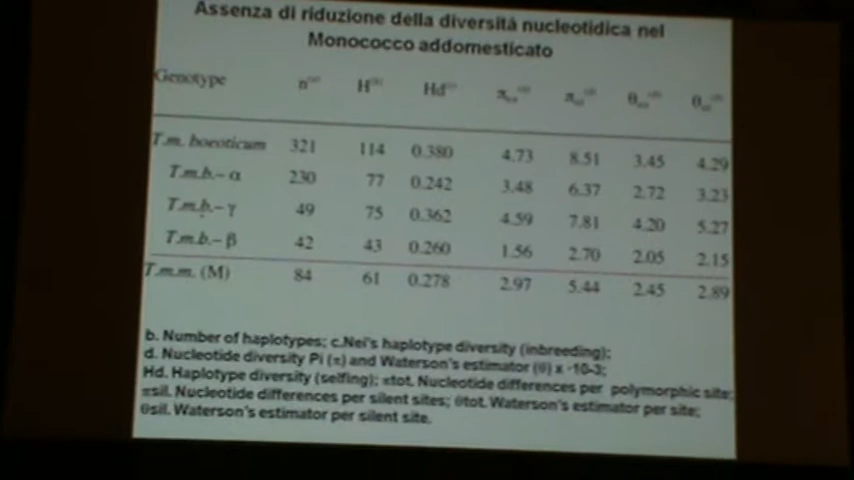 Assenza di riduzione della diversità nucleotidica nel
Monococco addomesticato
Genotype n H Hd π π θ θ
T.m. boeoticum 321 114 0.380 4.73 8.51 3.45 4.29
T.m.b.- α 230 77 0.242 3.48 6.37 2.72 3.23
T.m.b.- γ 49 75 0.362 4.59 7.81 4.20 5.27
T.m.b.- β 42 43 0.260 1.56 2.70 2.05 2.15
T.m.m. (M) 84 61 0.278 2.97 5.44 2.45 2.89
b. Number of haplotypes; c.Nei's haplotype diversity (inbreeding);
d. Nucleotide diversity Pi (π) and Waterson's estimator (θ) x -10-3;
Hd. Haplotype diversity (selfing); πtot. Nucleotide differences per polymorphic site;
πsil. Nucleotide differences per silent sites; θtot. Waterson's estimator per site;
θsil. Waterson's estimator per silent site.